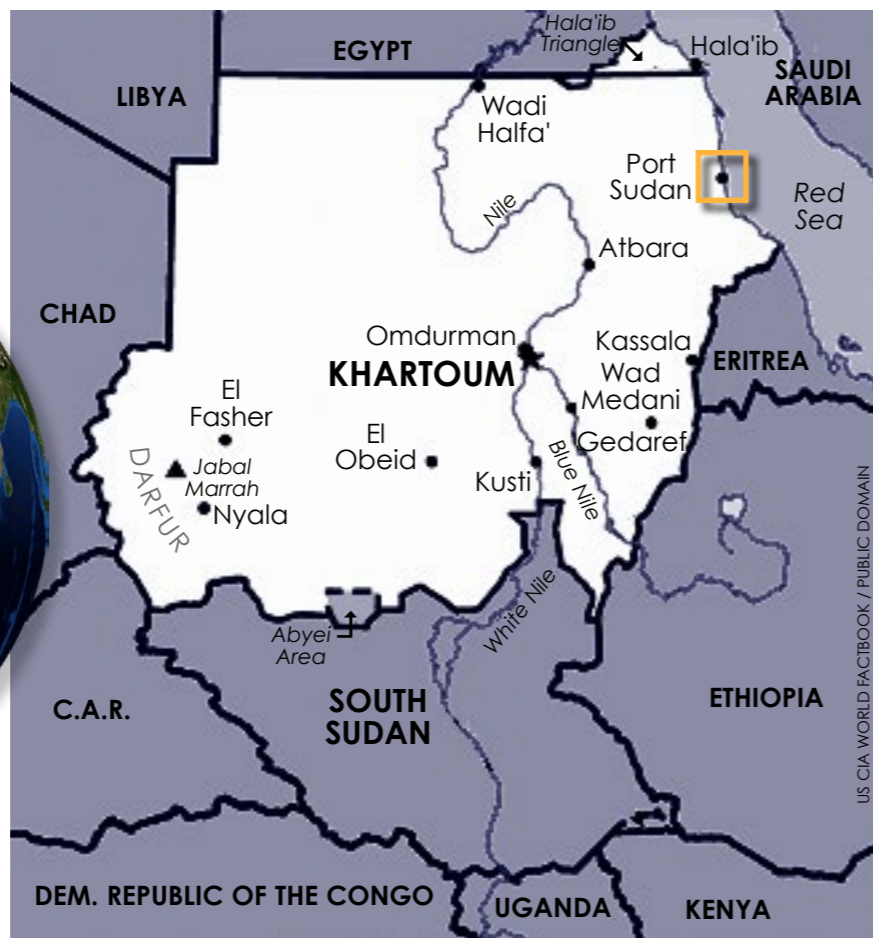 Hala'ib
Triangle
EGYPT
Hala'ib
SAUDI
ARABIA
LIBYA
Wadi
Halfa'
Port
Sudan
Red
Sea
Nile
Atbara
CHAD
Omdurman
KHARTOUM
Kassala
ERITREA
Wad
Medani
El
Fasher
Gedaref
El
Obeid
DARFUR
Jabal
Marrah
Kusti
Blue Nile
Nyala
White Nile
Abyei
Area
SOUTH
SUDAN
C.A.R.
ETHIOPIA
US CIA WORLD FACTBOOK / PUBLIC DOMAIN
DEM. REPUBLIC OF THE CONGO
UGANDA
KENYA